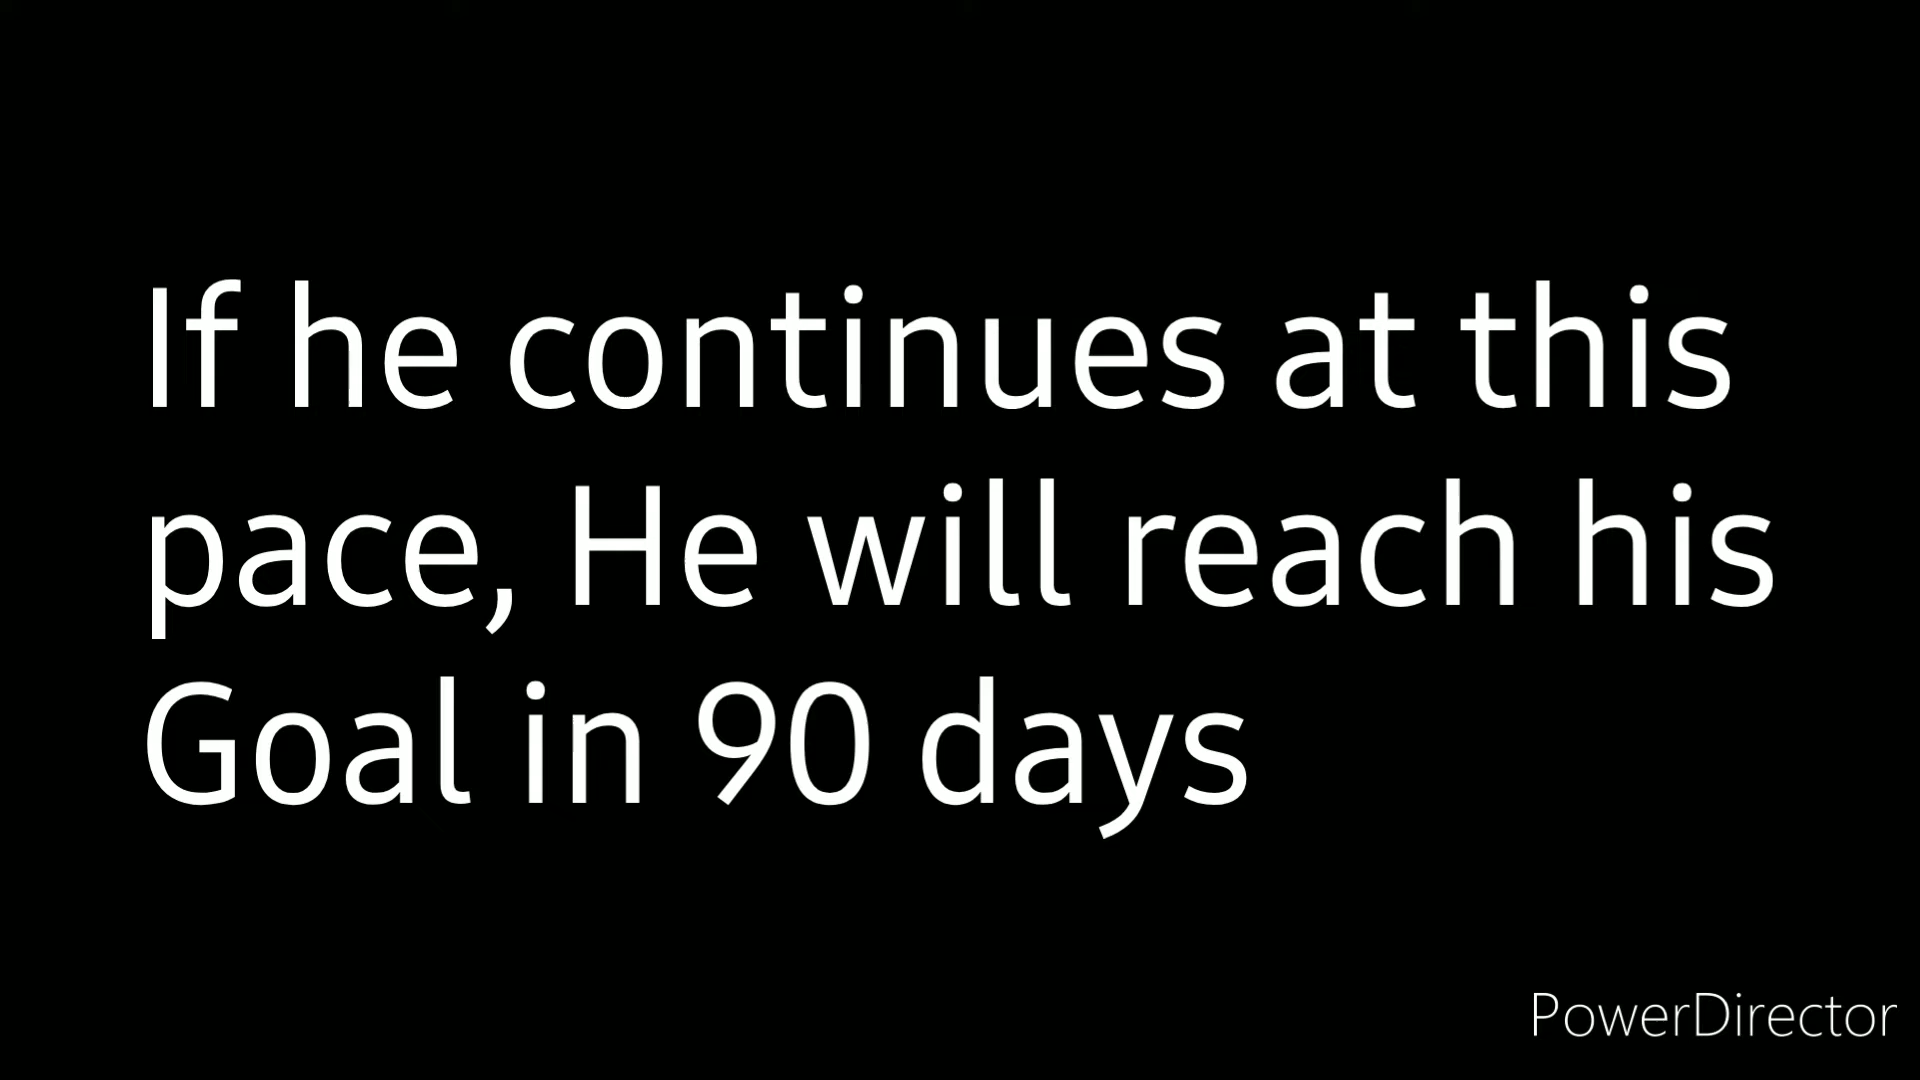 If he continues at this
pace, He will reach his
Goal in 90 days
PowerDirector